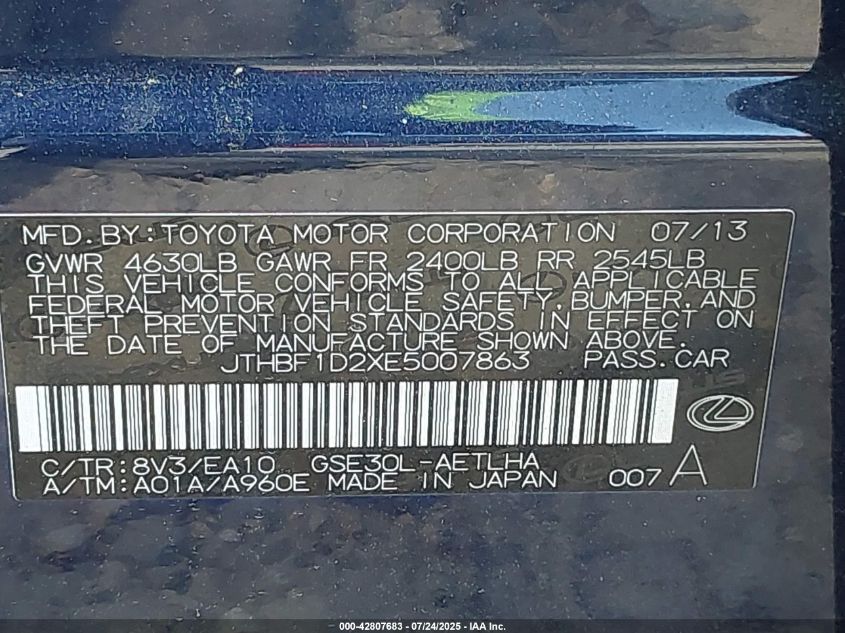 MFD.BY:TOYOTA MOTOR CORPORATION 07/13
GVWR 4630LB GAWR FR 2400LB RR 2545LB
THIS VEHICLE CONFORMS TO ALL APPLICABLE
FEDERAL MOTOR VEHICLE SAFETY,BUMPER,AND
THEFT PREVENTION STANDARDS IN EFFECT ON
THE DATE OF MANUFACTURE SHOWN ABOVE.
JTHBF1D2XE5007863 PASS.CAR
C/TR:8V3/EA10 GSE30L-AETLHA
A/TM:A01A/A960E MADE IN JAPAN 007A
000-42807683 - 07/24/2025 - IAA Inc.